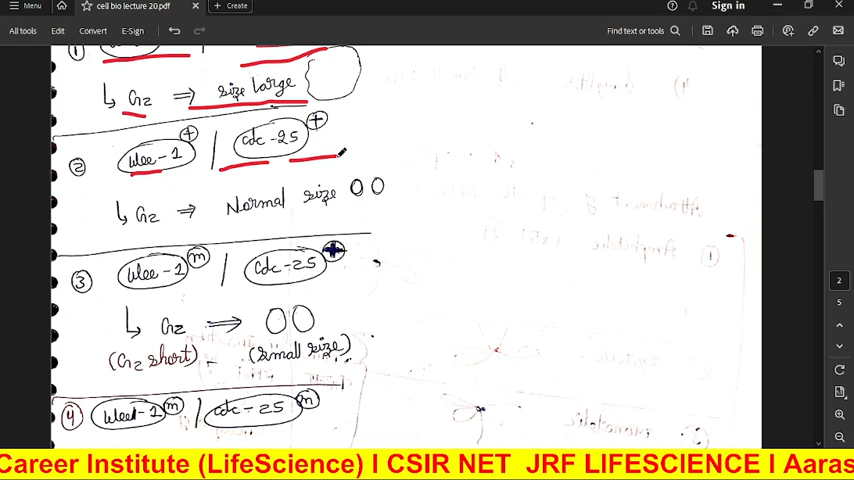 Menu
cell bio lecture 20.pdf
+ Create
Sign in
All tools Edit Convert E-Sign
Find text or tools
①
↳ G2 ⇒ size large
② Wee-1 + / Cdc-25 +
↳ G2 ⇒ Normal size
③ Wee-1 m / Cdc-25 +
↳ G2 ⇒
(G2 short) - (Small size)
④ Wee-1 m / cdc-25 m
2
5
Career Institute (LifeScience) I CSIR NET JRF LIFESCIENCE I Aaras